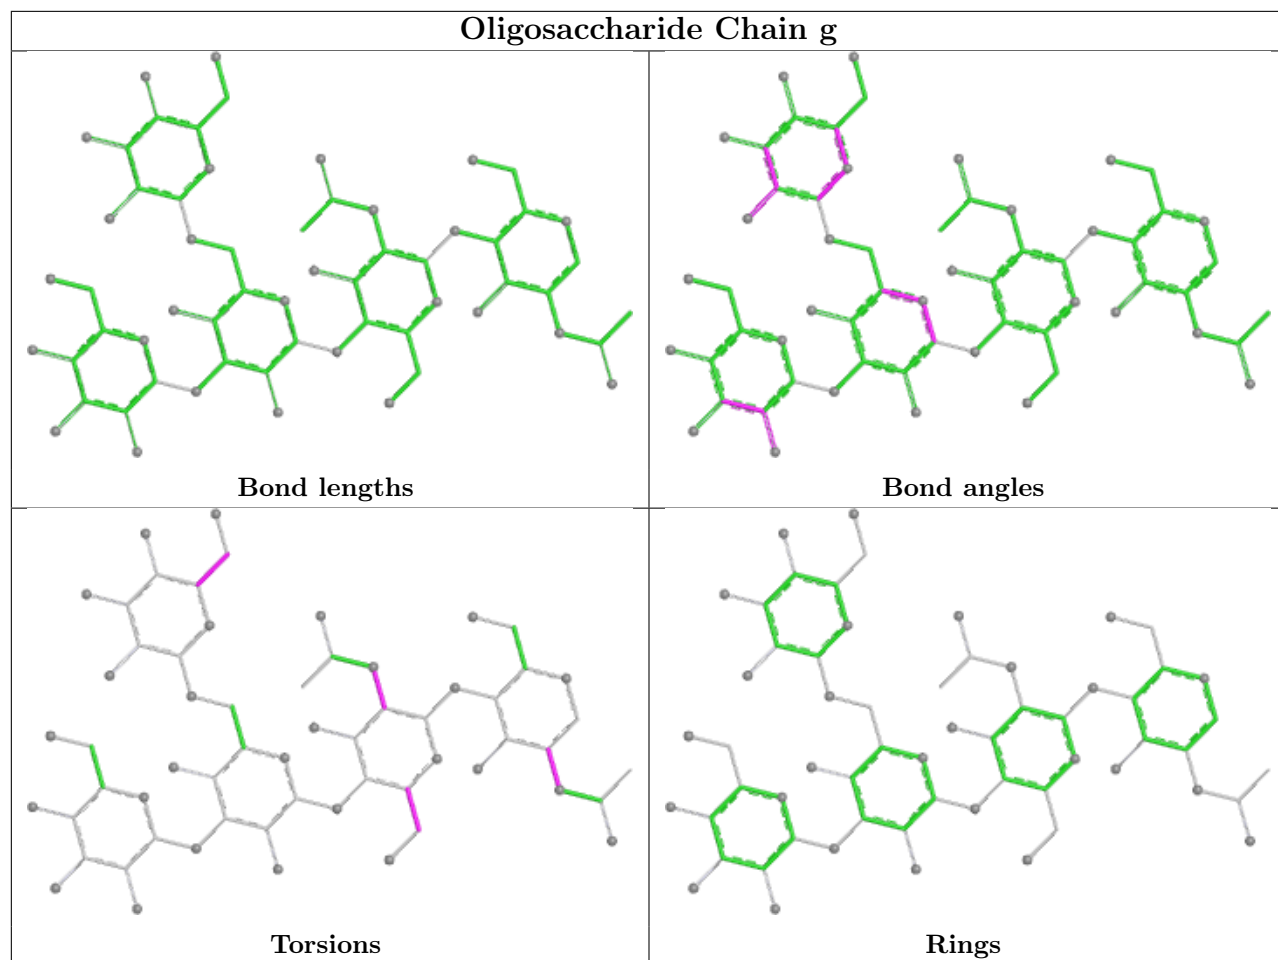 Oligosaccharide Chain g
Bond lengths
Bond angles
Torsions
Rings